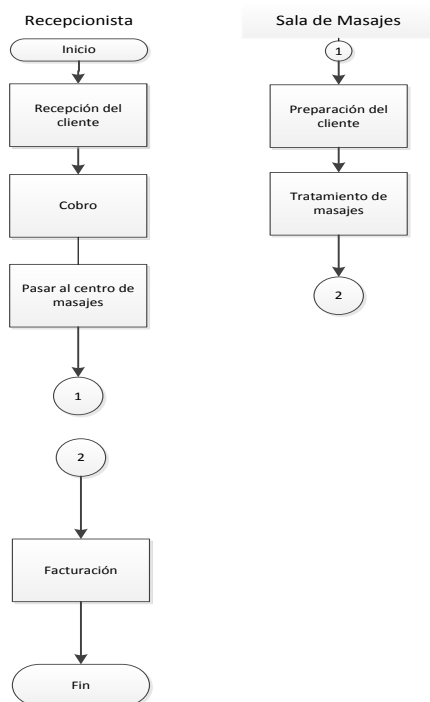 Recepcionista
Inicio
Recepción del
cliente
Cobro
Pasar al centro de
masajes
1
2
Facturación
Fin
Sala de Masajes
1
Preparación del
cliente
Tratamiento de
masajes
2